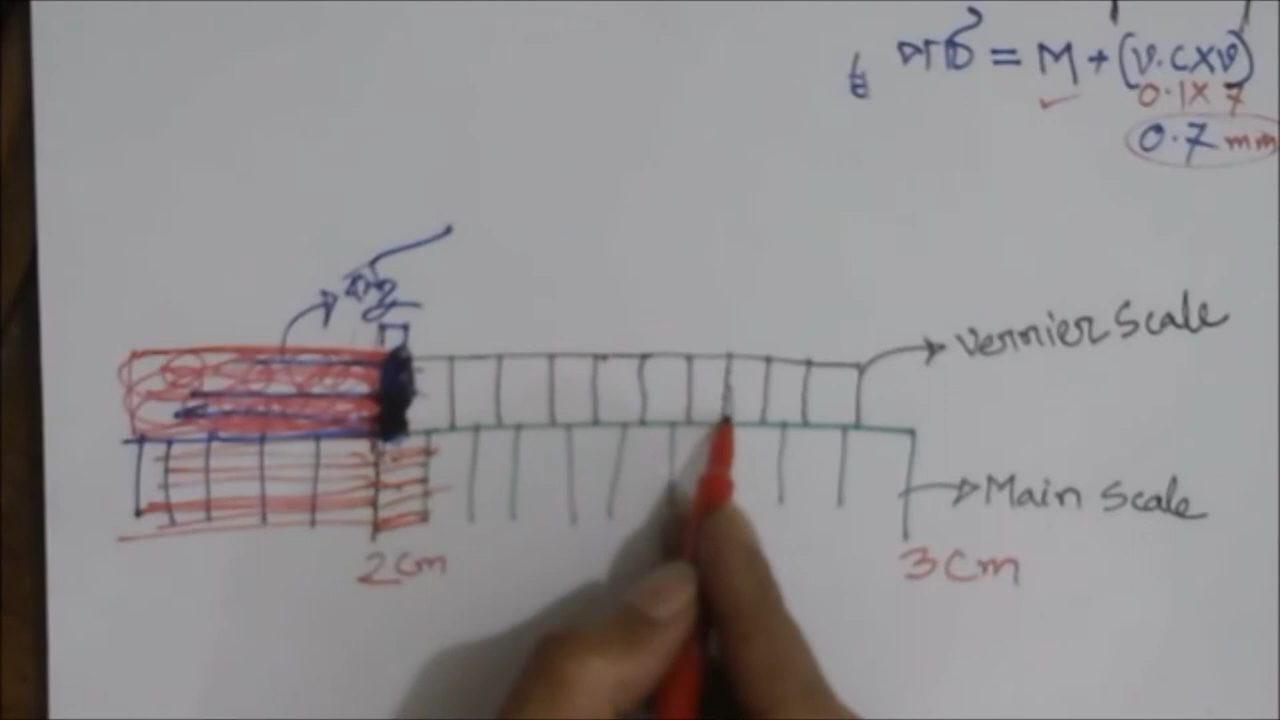 পাঠ = M + (V.C×V)
0.1× 7
0.7 mm
Vernier Scale
Main Scale
2cm
3cm